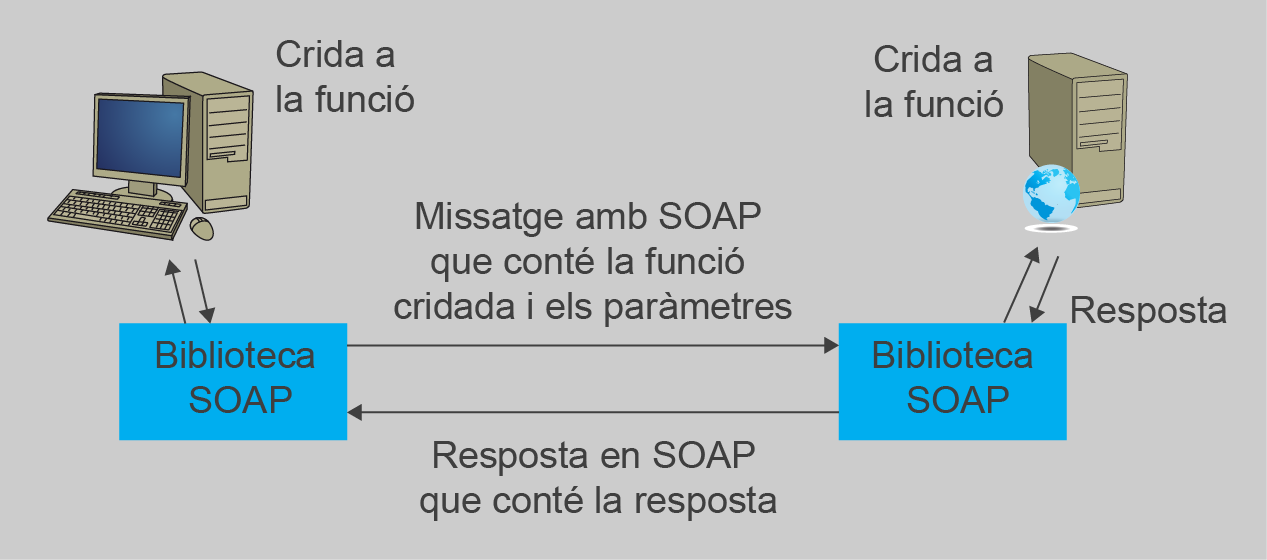 Crida a
la funció
Crida a
la funció
Missatge amb SOAP
que conté la funció
cridada i els paràmetres
Resposta
Biblioteca
SOAP
Biblioteca
SOAP
Resposta en SOAP
que conté la resposta